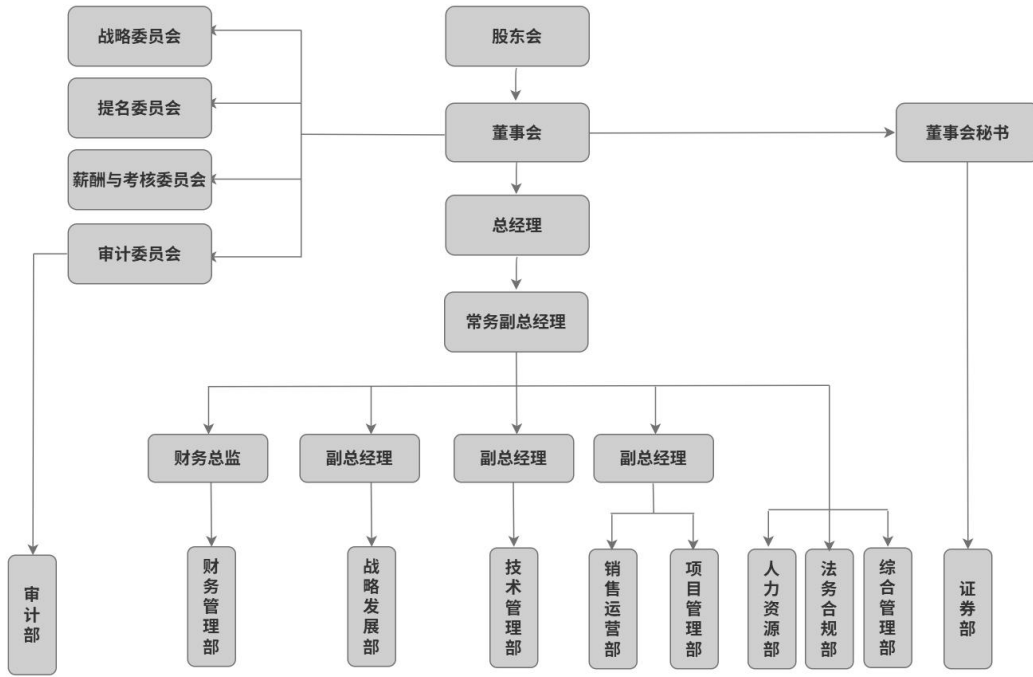 战略委员会
股东会
提名委员会
董事会
董事会秘书
薪酬与考核委员会
总经理
审计委员会
常务副总经理
财务总监
副总经理
副总经理
副总经理
审计部
财务管理部
战略发展部
技术管理部
销售运营部
项目管理部
人力资源部
法务合规部
综合管理部
证券部